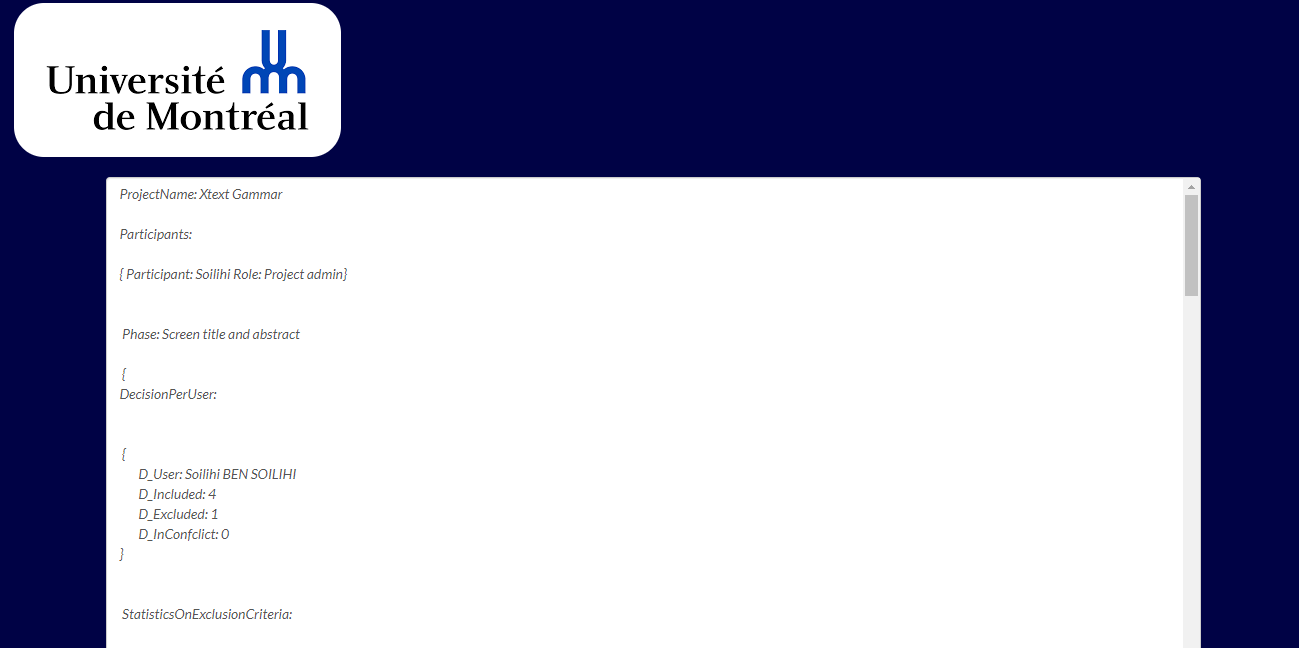 Université
de Montréal
ProjectName: Xtext Gammar
Participants:
{ Participant: Soilihi Role: Project admin}
Phase: Screen title and abstract
{
DecisionPerUser:
{
D_User: Soilihi BEN SOILIHI
D_Included: 4
D_Excluded: 1
D_InConfclict: 0
}
StatisticsOnExclusionCriteria: